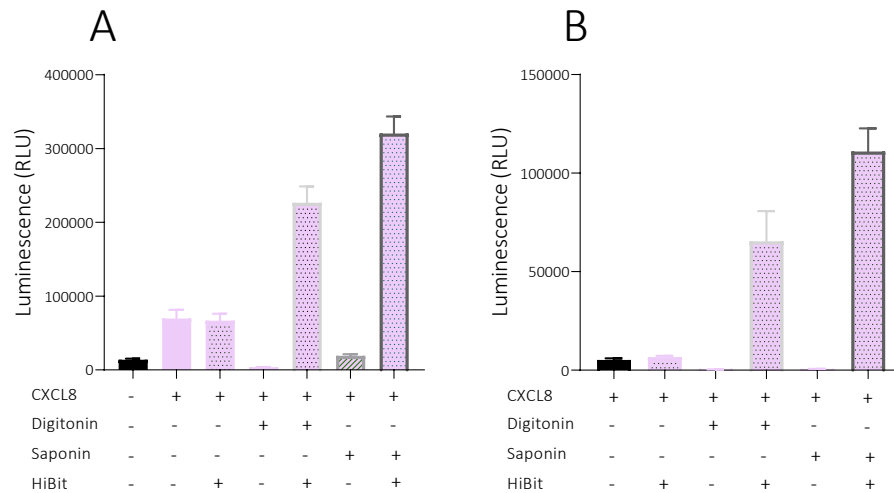 A
B
Luminescence (RLU)
400000
300000
200000
100000
0
CXCL8 - + + + + + +
Digitonin - - - + + - -
Saponin - - - - - + +
HiBit - - + - + - +
Luminescence (RLU)
150000
100000
50000
0
CXCL8 + + + + + +
Digitonin - - + + - -
Saponin - - - - + +
HiBit - + - + - +